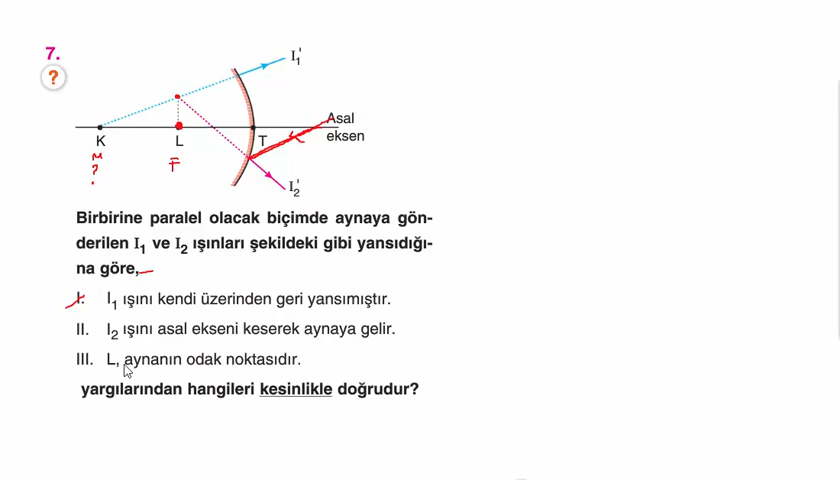 7.
?
I₁'
Asal
eksen
K
L
T
M
?
F
I₂'
Birbirine paralel olacak biçimde aynaya gön-
derilen I₁ ve I₂ ışınları şekildeki gibi yansıdığı-
na göre,
I. I₁ ışını kendi üzerinden geri yansımıştır.
II. I₂ ışını asal ekseni keserek aynaya gelir.
III. L, aynanın odak noktasıdır.
yargılarından hangileri kesinlikle doğrudur?